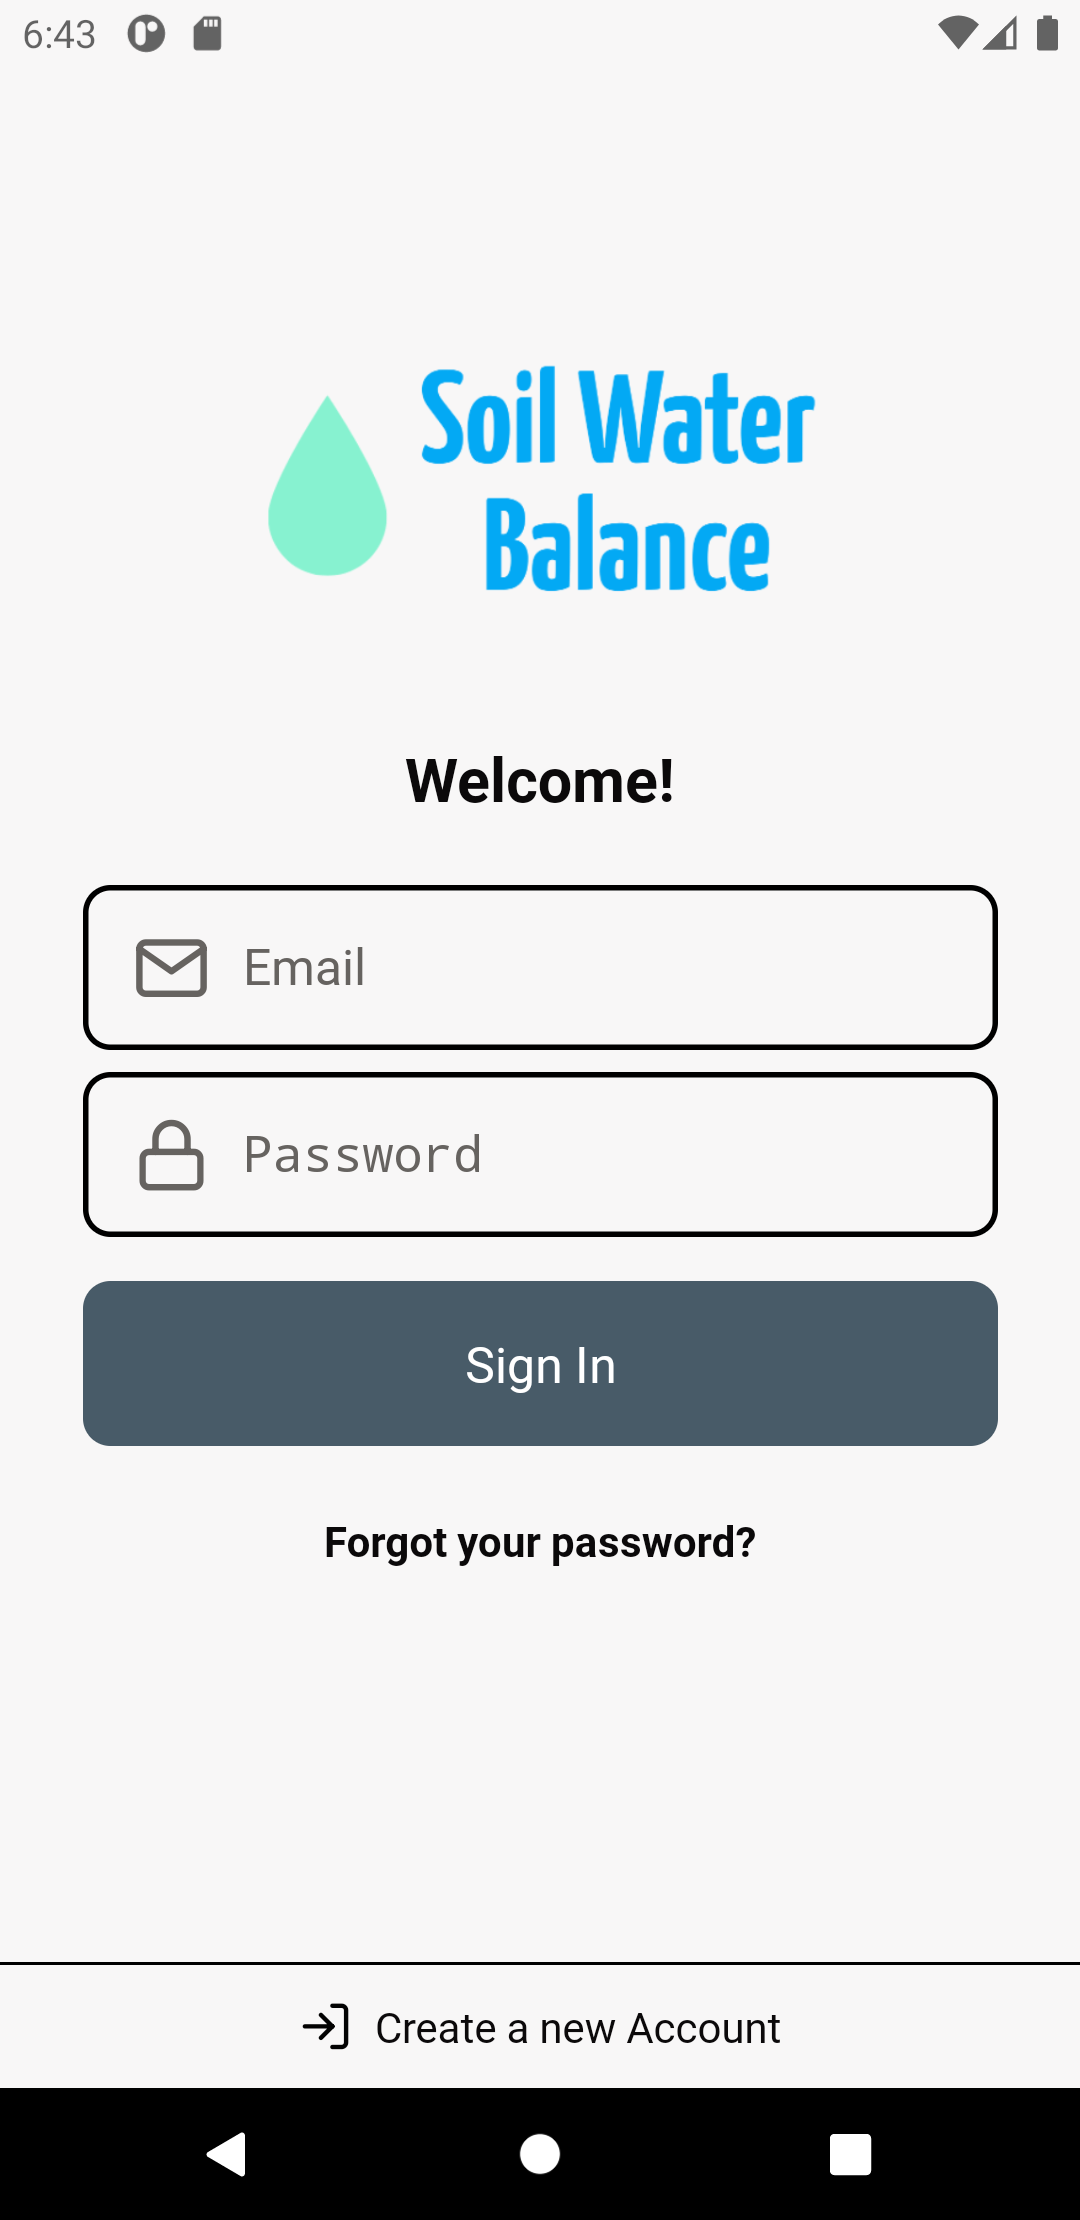 6:43
Soil Water
Balance
Welcome!
Email
Password
Sign In
Forgot your password?
Create a new Account